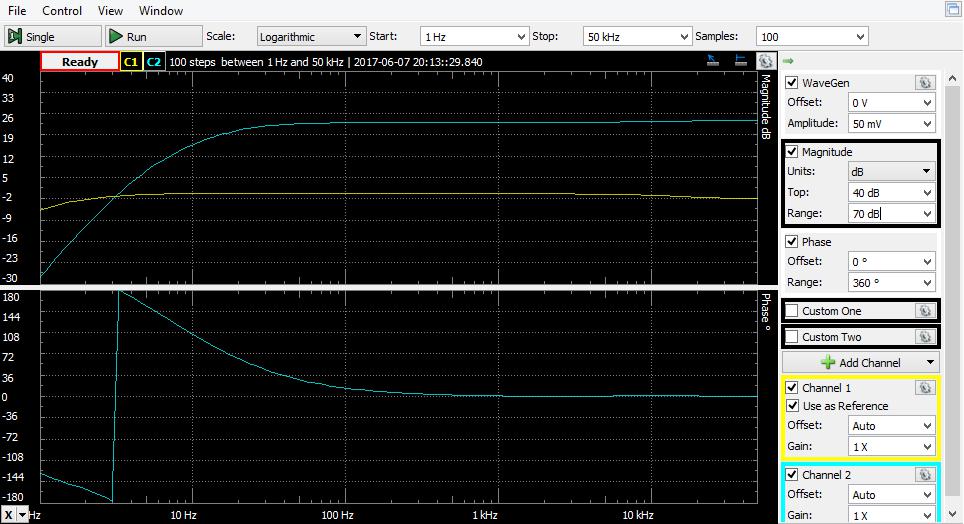 File Control View Window
Single Run Scale: Logarithmic Start: 1 Hz Stop: 50 kHz Samples: 100
Ready C1 C2 100 steps between 1 Hz and 50 kHz | 2017-06-07 20:13::29.840
40
33
26
19
12
5
-2
-9
-16
-23
-30
Magnitude dB
180
144
108
72
36
0
-36
-72
-108
-144
-180
Phase °
X 10 Hz 100 Hz 1 kHz 10 kHz
WaveGen
Offset: 0 V
Amplitude: 50 mV
Magnitude
Units: dB
Top: 40 dB
Range: 70 dB
Phase
Offset: 0 °
Range: 360 °
Custom One
Custom Two
Add Channel
Channel 1
Use as Reference
Offset: Auto
Gain: 1 X
Channel 2
Offset: Auto
Gain: 1 X